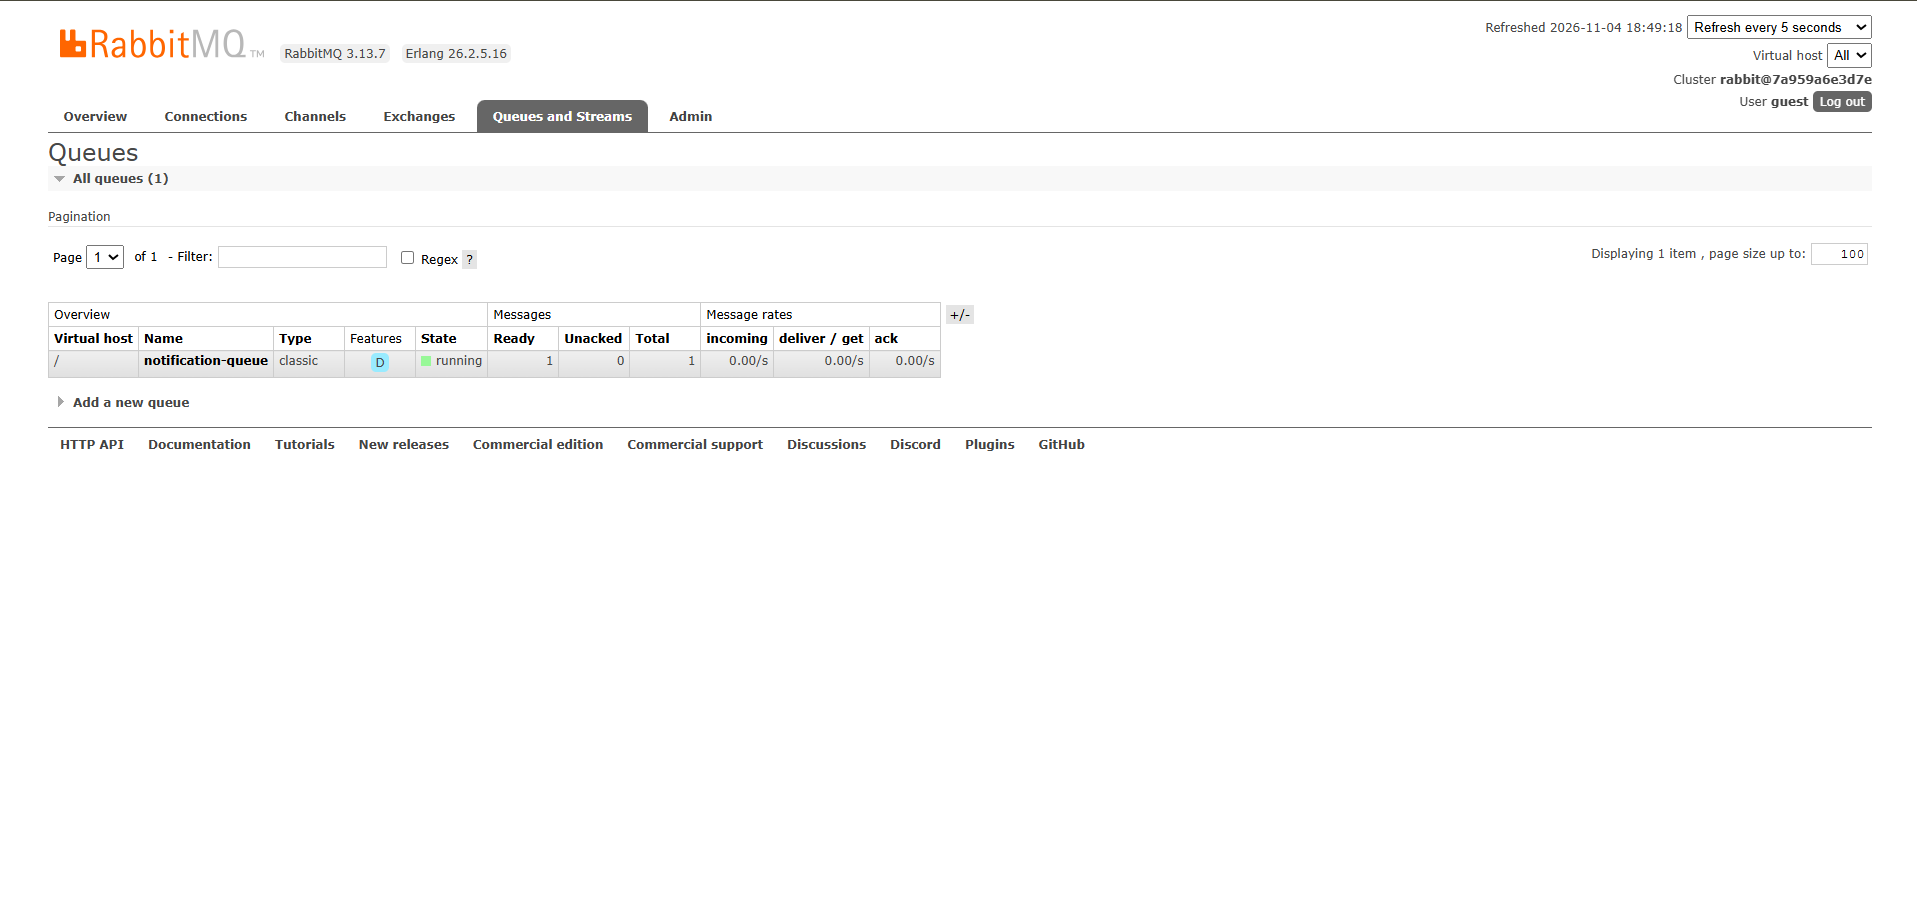 Refreshed 2026-11-04 18:49:18 Refresh every 5 seconds
RabbitMQ TM RabbitMQ 3.13.7 Erlang 26.2.5.16
Virtual host All
Cluster rabbit@7a959a6e3d7e
User guest Log out
Overview Connections Channels Exchanges Queues and Streams Admin
Queues
All queues (1)
Pagination
Page 1 of 1 - Filter: Regex ? Displaying 1 item , page size up to: 100
Overview Messages Message rates +/-
Virtual host Name Type Features State Ready Unacked Total incoming deliver / get ack
/ notification-queue classic D running 1 0 1 0.00/s 0.00/s 0.00/s
Add a new queue
HTTP API Documentation Tutorials New releases Commercial edition Commercial support Discussions Discord Plugins GitHub